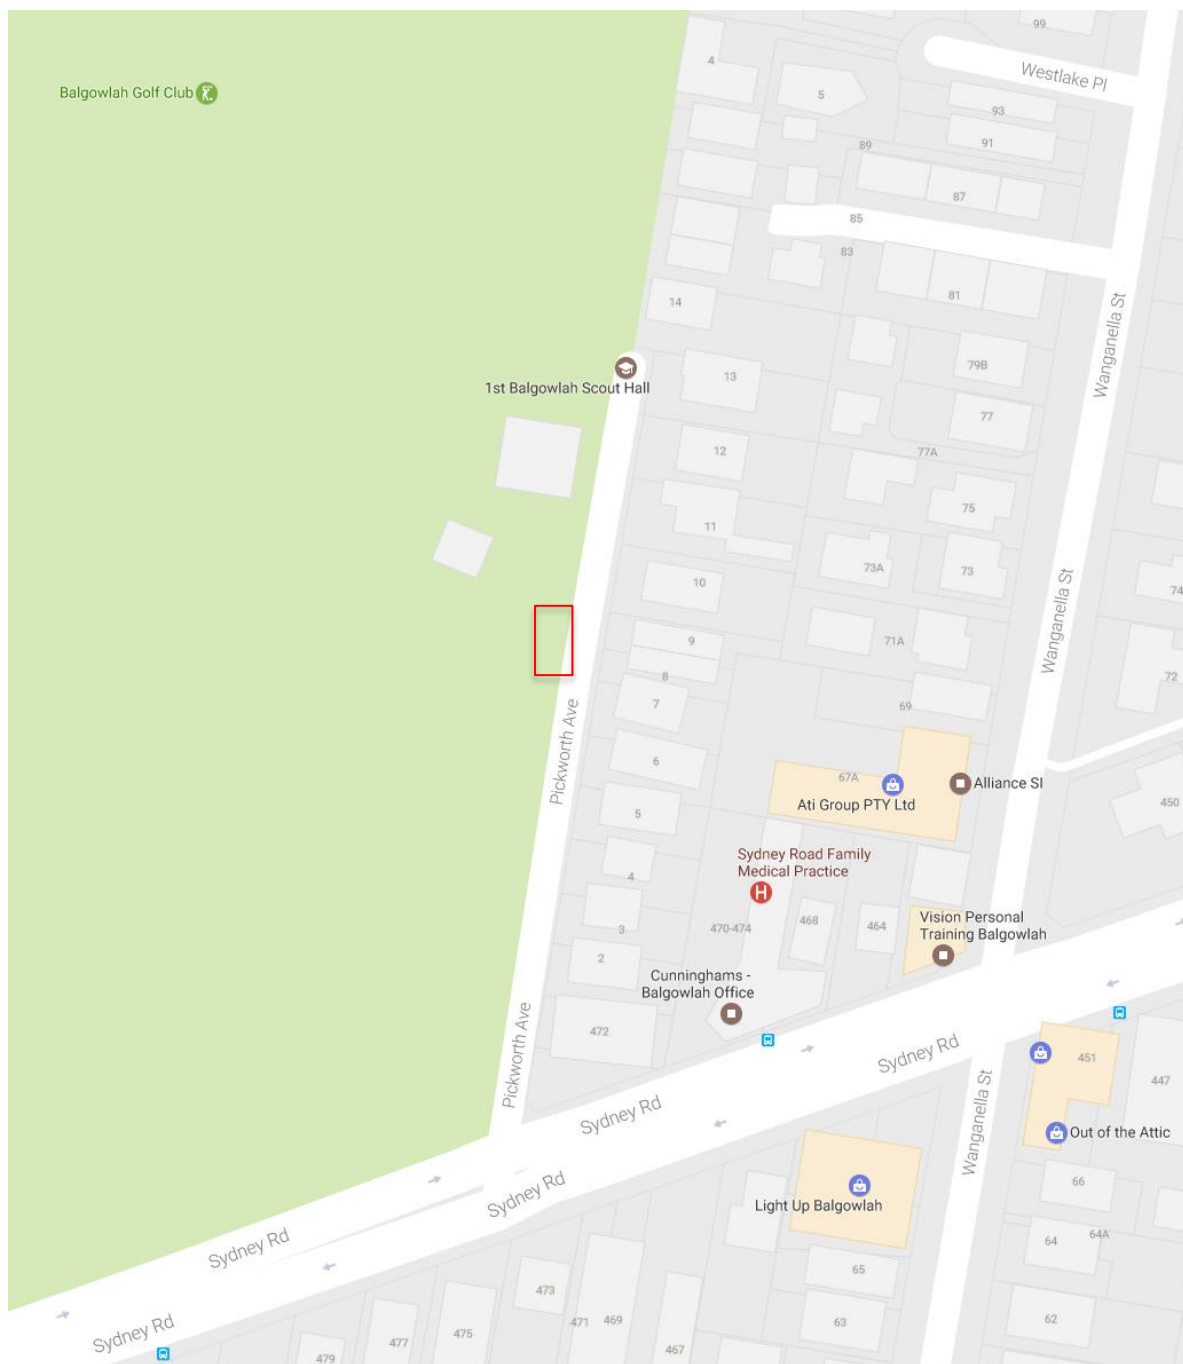 99
Westlake Pl
4
Balgowlah Golf Club
5
93
91
89
87
85
83
81
14
Wanganella St
79B
1st Balgowlah Scout Hall
13
77
12
77A
75
11
73A
73
10
74
Wanganella St
9
71A
8
72
7
69
Pickworth Ave
6
67A
Alliance SI
Ati Group PTY Ltd
450
5
Sydney Road Family
Medical Practice
4
470-474
468
464
Vision Personal
Training Balgowlah
3
2
Cunninghams -
Balgowlah Office
472
Pickworth Ave
Sydney Rd
451
447
Wanganella St
Sydney Rd
Out of the Attic
66
Sydney Rd
Light Up Balgowlah
64
64A
Sydney Rd
65
473
62
471
469
63
Sydney Rd
477
475
467
479